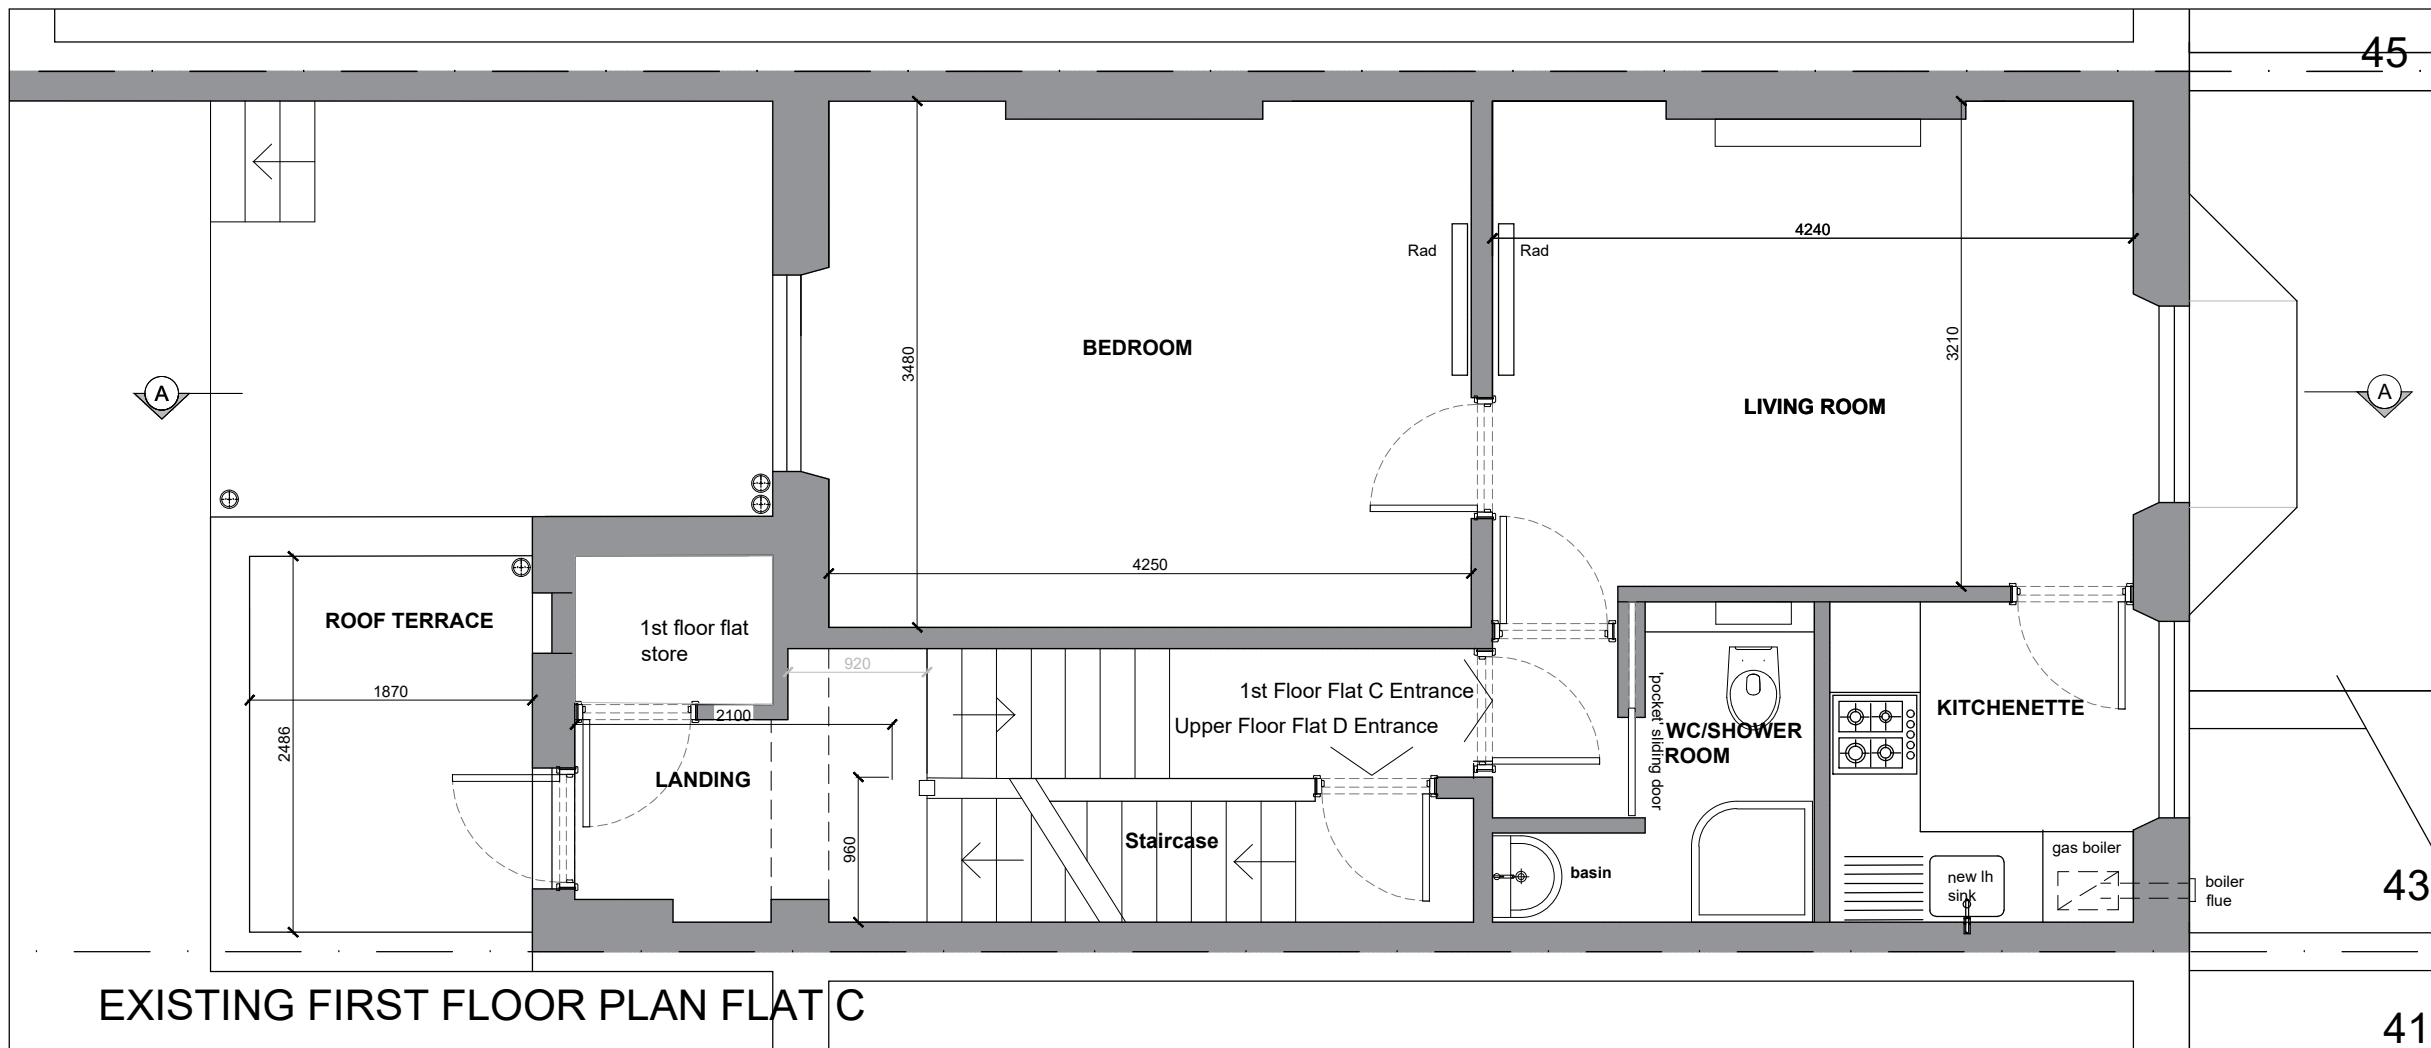 45
Rad
Rad
4240
3480
BEDROOM
3210
A
LIVING ROOM
A
4250
ROOF TERRACE
1st floor flat
store
920
1870
2100
2486
1st Floor Flat C Entrance
Upper Floor Flat D Entrance
'pocket' sliding door
WC/SHOWER
ROOM
KITCHENETTE
LANDING
960
Staircase
basin
gas boiler
new lh
sink
boiler
flue
43
EXISTING FIRST FLOOR PLAN FLAT C
41